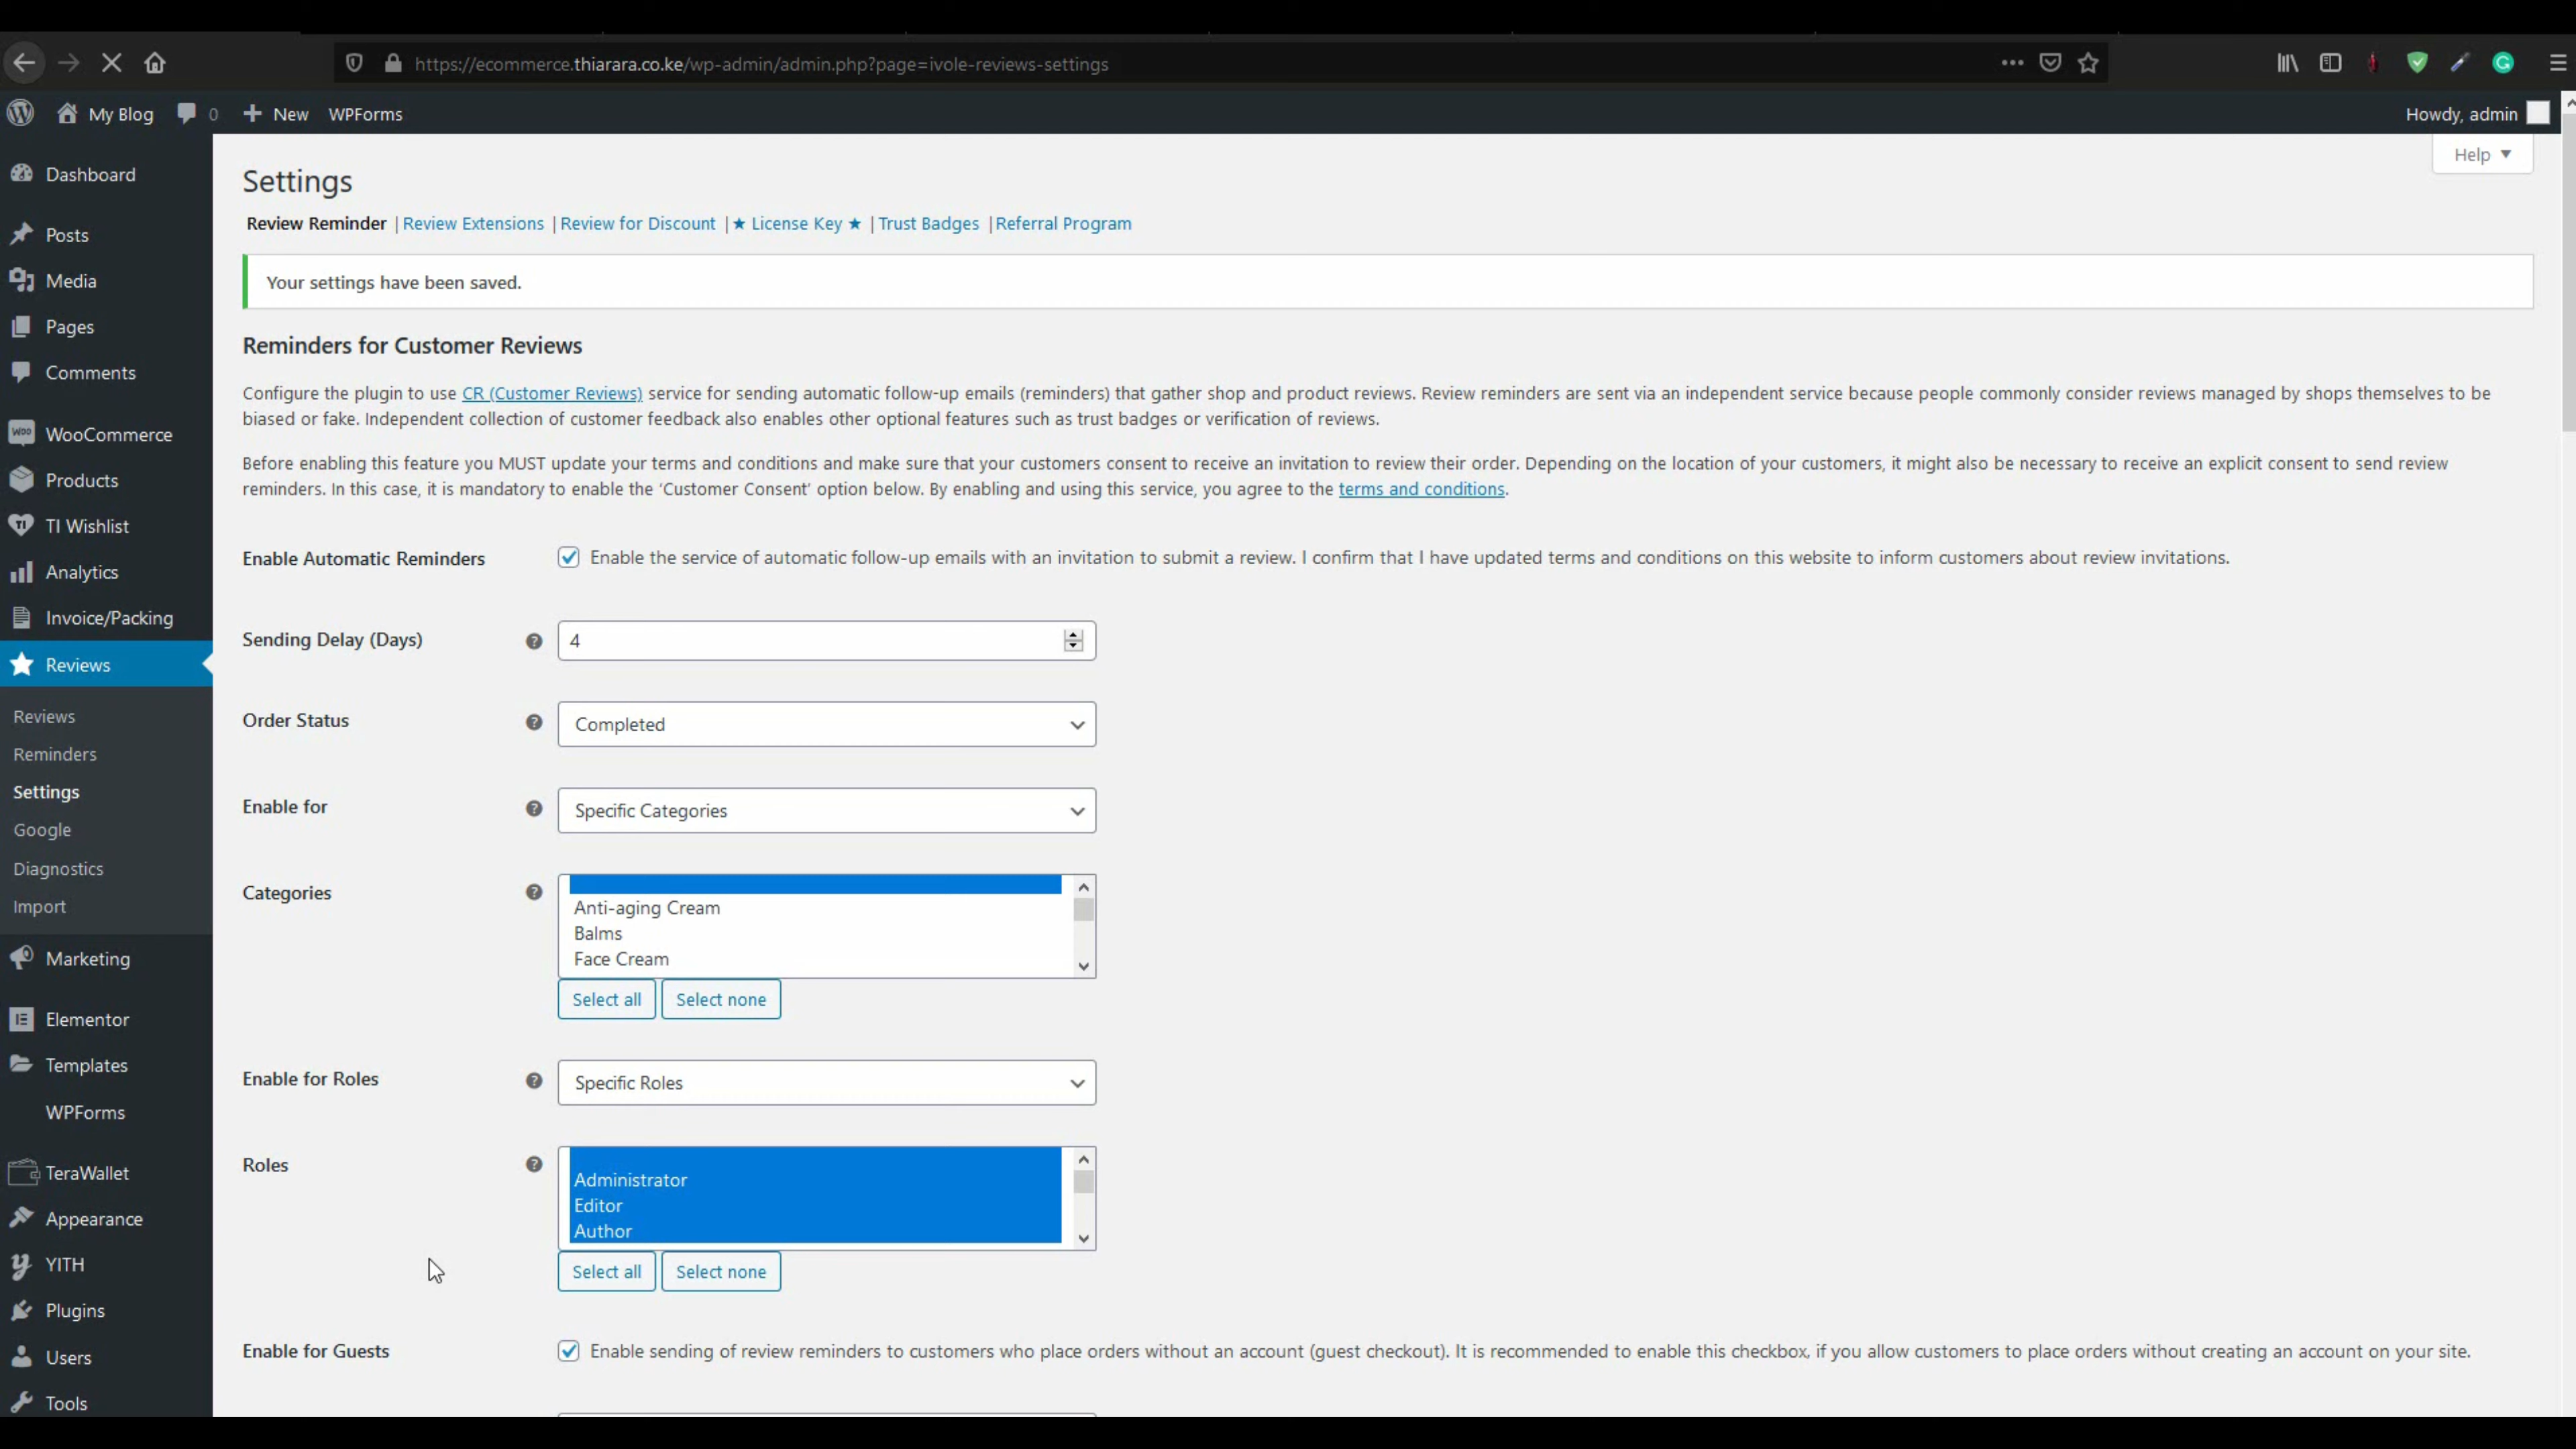 https://ecommerce.thiarara.co.ke/wp-admin/admin.php?page=ivole-reviews-settings
My Blog 0 New WPForms Howdy, admin
Help
Dashboard
Posts
Media
Pages
Comments
WooCommerce
Products
TI Wishlist
Analytics
Invoice/Packing
Reviews
Reviews
Reminders
Settings
Google
Diagnostics
Import
Marketing
Elementor
Templates
WPForms
TeraWallet
Appearance
YITH
Plugins
Users
Tools
Settings
Review Reminder | Review Extensions | Review for Discount | ★ License Key ★ | Trust Badges | Referral Program
Your settings have been saved.
Reminders for Customer Reviews
Configure the plugin to use CR (Customer Reviews) service for sending automatic follow-up emails (reminders) that gather shop and product reviews. Review reminders are sent via an independent service because people commonly consider reviews managed by shops themselves to be
biased or fake. Independent collection of customer feedback also enables other optional features such as trust badges or verification of reviews.
Before enabling this feature you MUST update your terms and conditions and make sure that your customers consent to receive an invitation to review their order. Depending on the location of your customers, it might also be necessary to receive an explicit consent to send review
reminders. In this case, it is mandatory to enable the ‘Customer Consent’ option below. By enabling and using this service, you agree to the terms and conditions.
Enable Automatic Reminders Enable the service of automatic follow-up emails with an invitation to submit a review. I confirm that I have updated terms and conditions on this website to inform customers about review invitations.
Sending Delay (Days) 4
Order Status Completed
Enable for Specific Categories
Categories
Anti-aging Cream
Balms
Face Cream
Select all Select none
Enable for Roles Specific Roles
Roles
Administrator
Editor
Author
Select all Select none
Enable for Guests Enable sending of review reminders to customers who place orders without an account (guest checkout). It is recommended to enable this checkbox, if you allow customers to place orders without creating an account on your site.